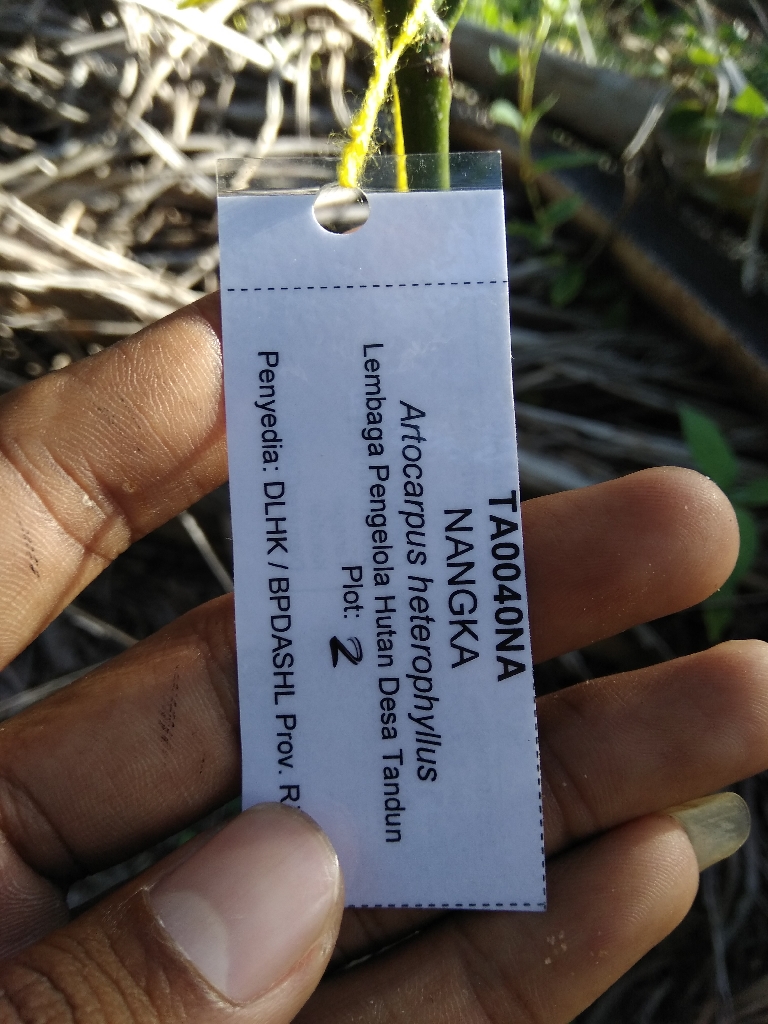 TA0040NA
NANGKA
Artocarpus heterophyllus
Lembaga Pengelola Hutan Desa Tandun
Plot: 2
Penyedia: DLHK / BPDASHL Prov.